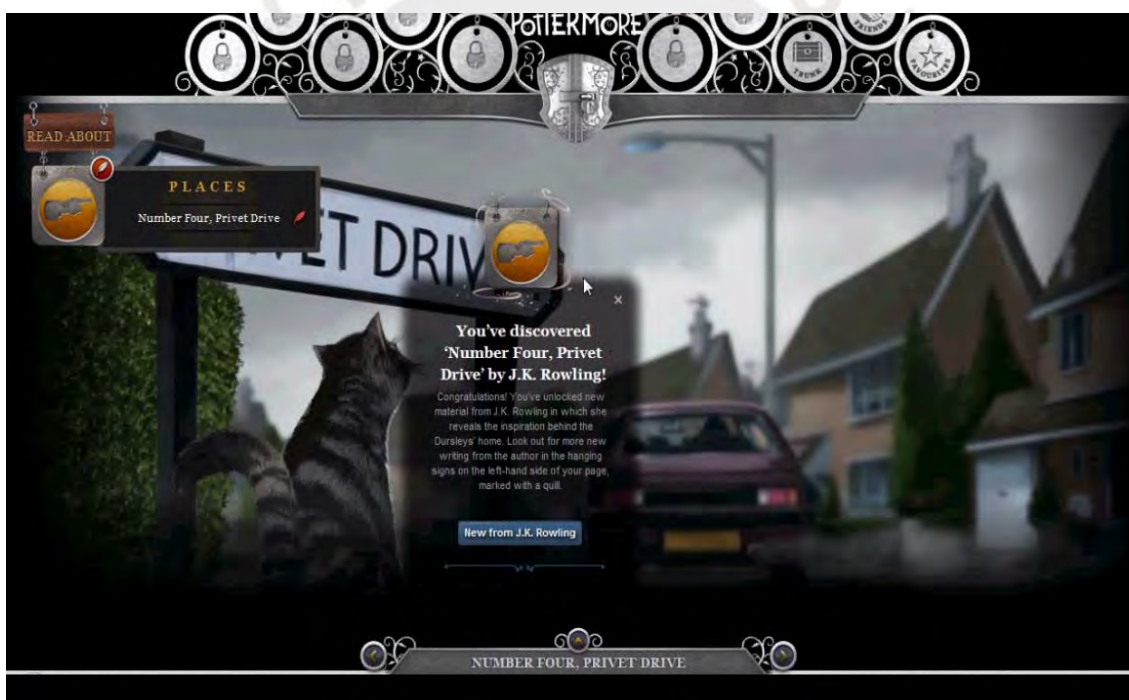 POTTERMORE
FRIENDS
TRUNK
FAVOURITES
READ ABOUT
PLACES
Number Four, Privet Drive
VET DRIVE
You've discovered
‘Number Four, Privet
Drive’ by J.K. Rowling!
Congratulations! You've unlocked new
material from J.K. Rowling in which she
reveals the inspiration behind the
Dursleys' home. Look out for more new
writing from the author in the hanging
signs on the left-hand side of your page,
marked with a quill.
New from J.K. Rowling
NUMBER FOUR, PRIVET DRIVE